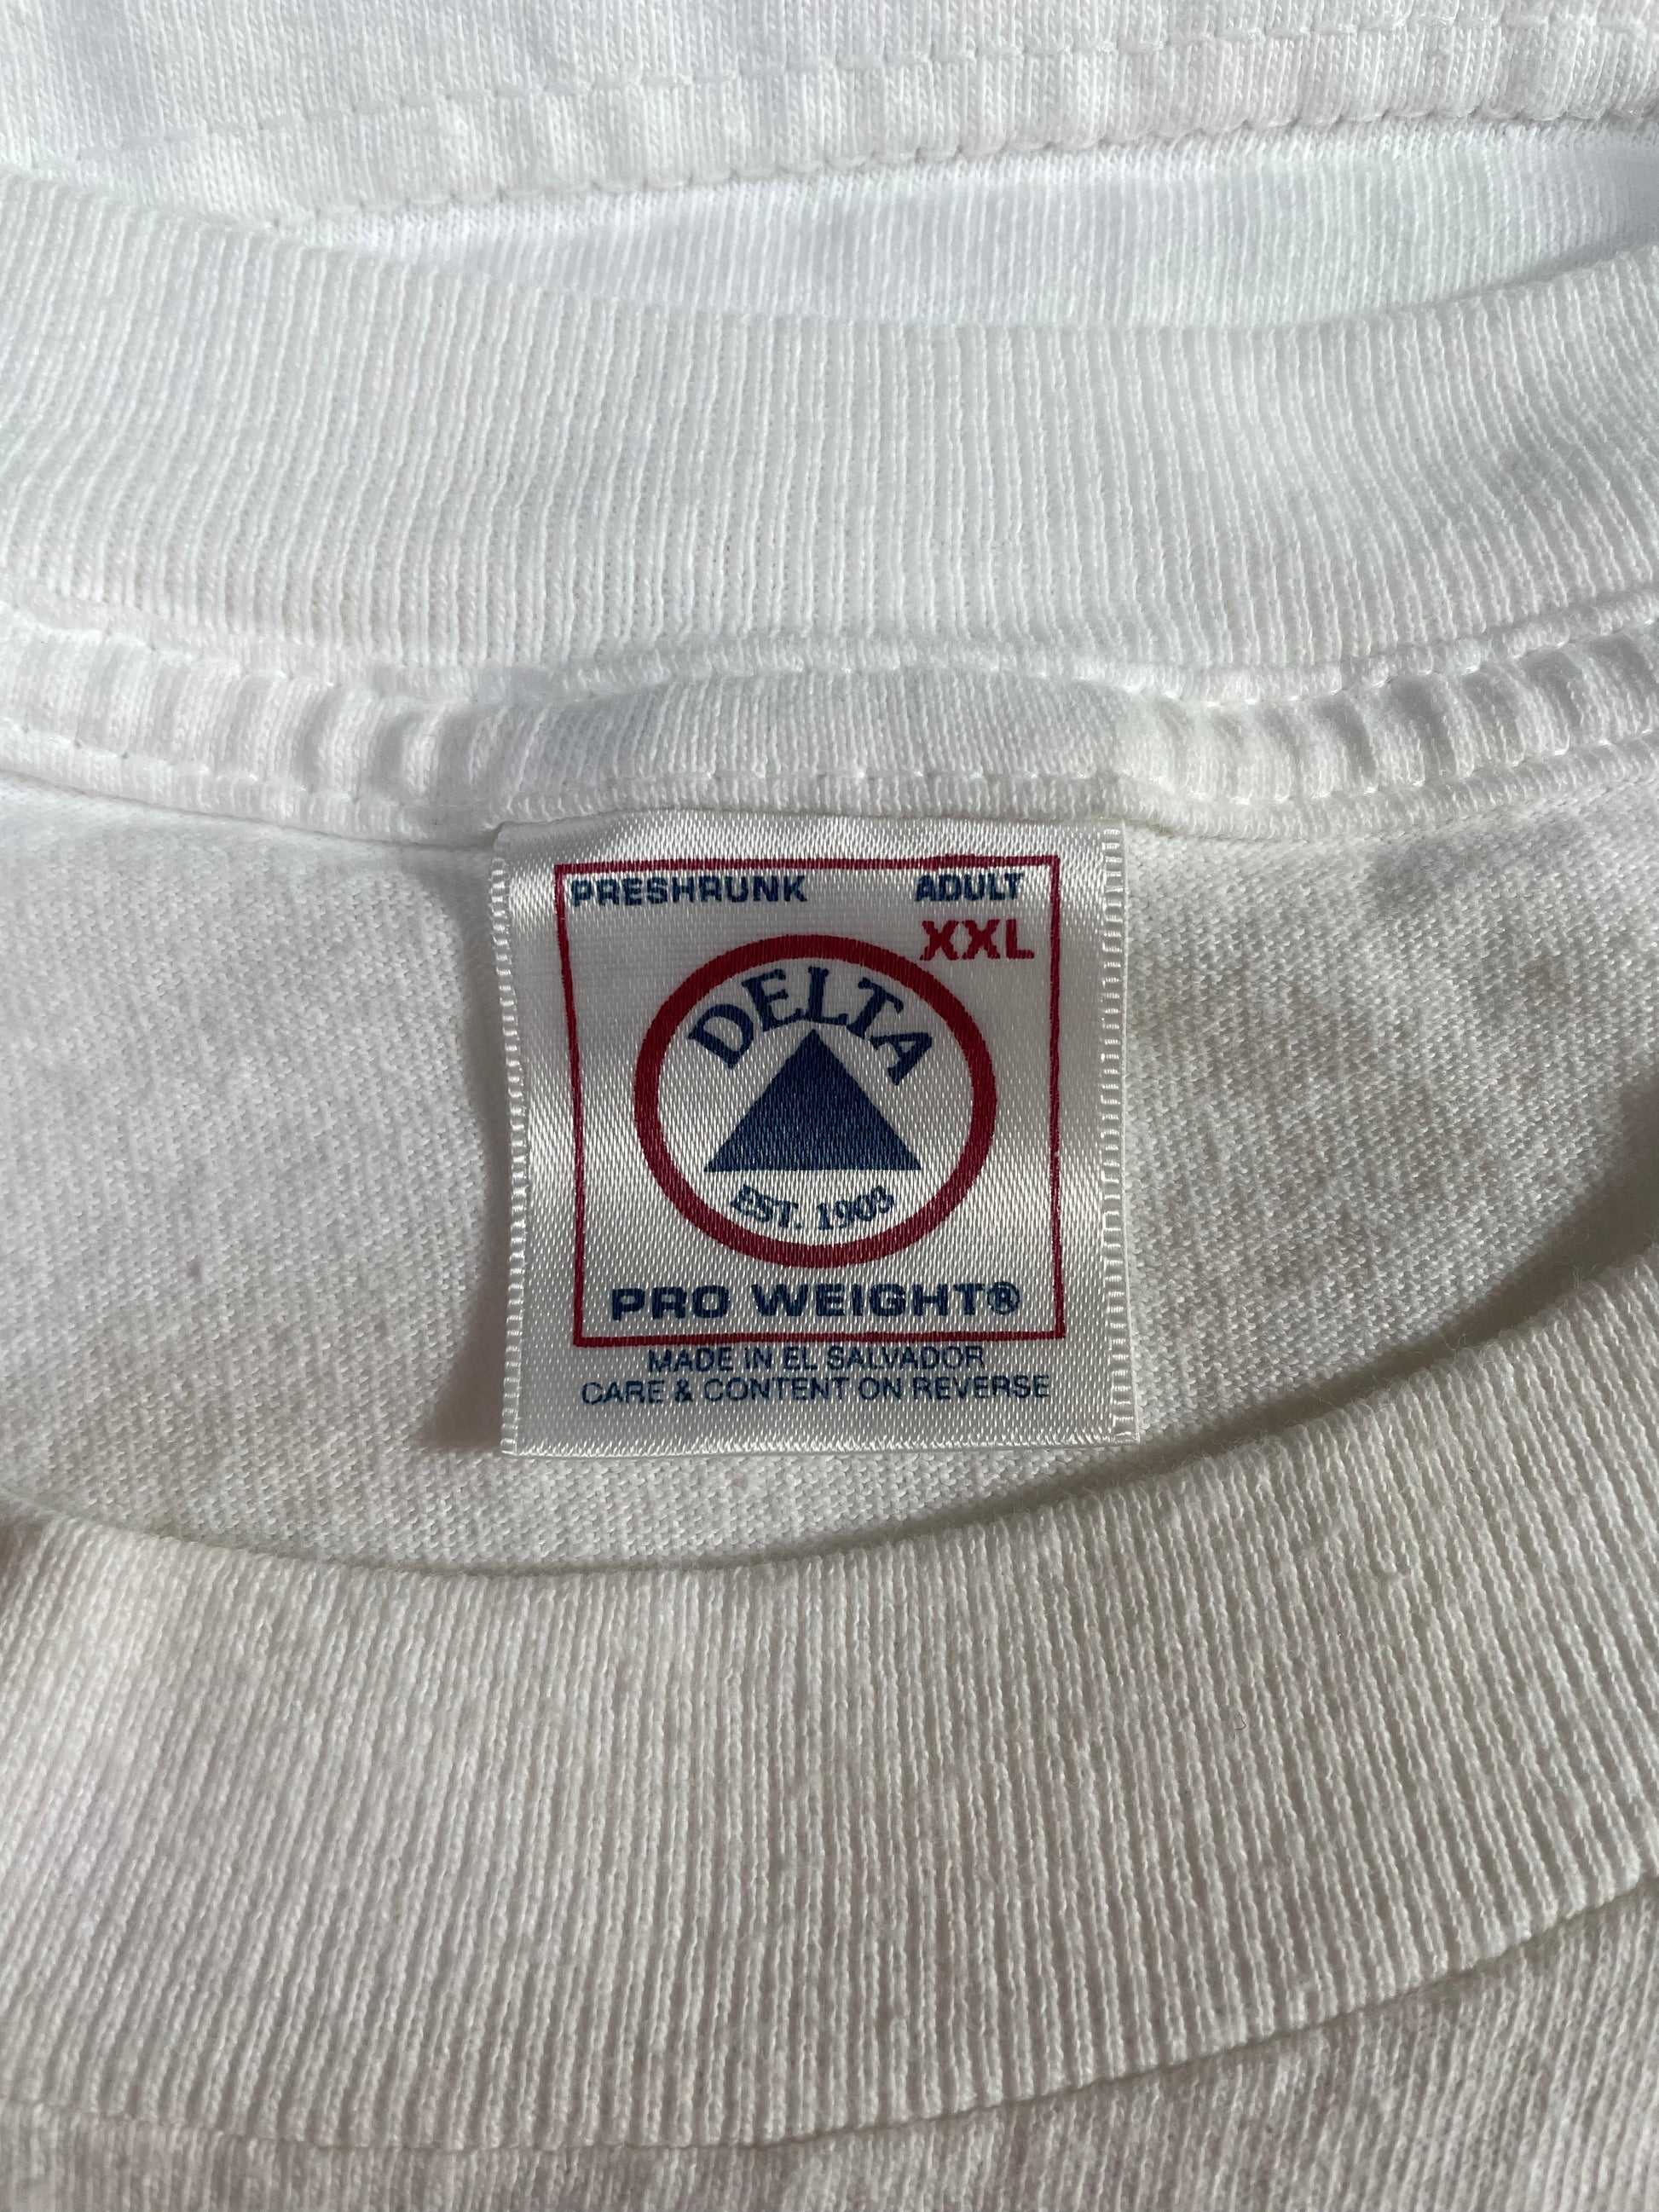 PRESHRUNK ADULT
XXL
DELTA
EST. 1903
PRO WEIGHT®
MADE IN EL SALVADOR
CARE & CONTENT ON REVERSE